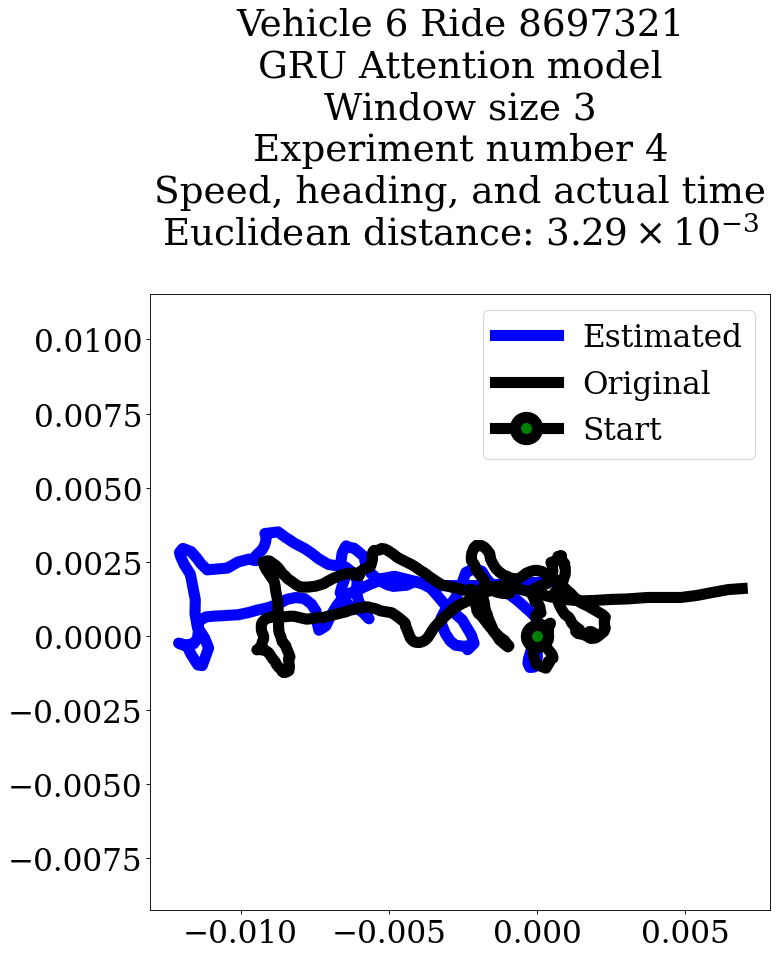 Vehicle 6 Ride 8697321
GRU Attention model
Window size 3
Experiment number 4
Speed, heading, and actual time
Euclidean distance: 3.29 × 10⁻³
Estimated
Original
Start
0.0100
0.0075
0.0050
0.0025
0.0000
−0.0025
−0.0050
−0.0075
−0.010 −0.005 0.000 0.005